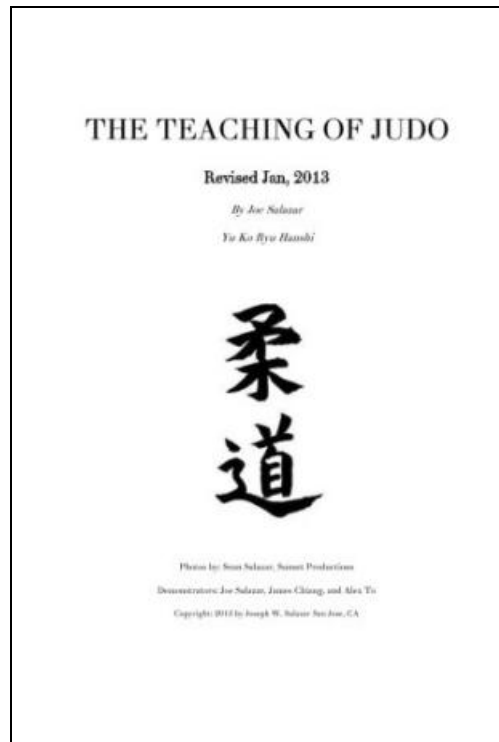 THE TEACHING OF JUDO
Revised Jan, 2013
By Joe Salazar
Yu Ko Ryu Hanshi
柔
道
Photos by: Sean Salazar, Sunset Productions
Demonstrators: Joe Salazar, James Chiang, and Alex To
Copyright: 2013 by Joseph W. Salazar San Jose, CA